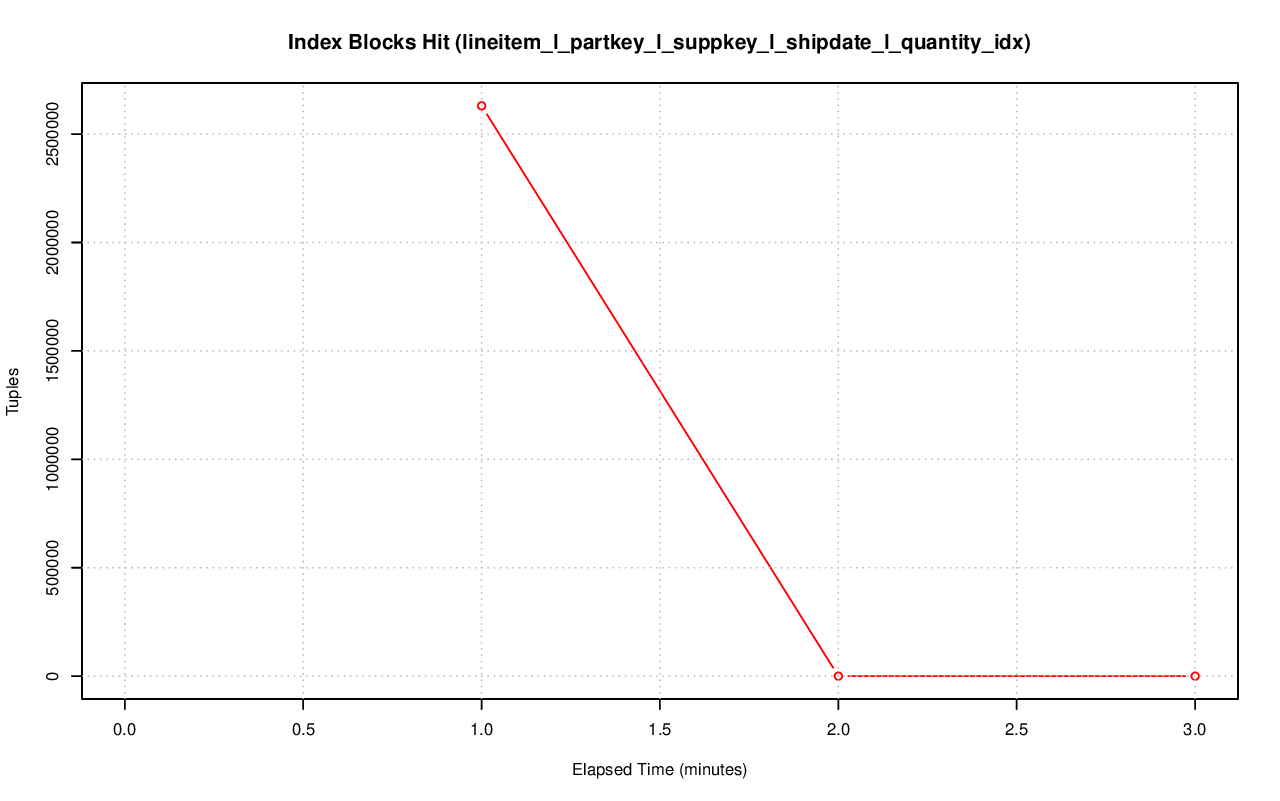 Index Blocks Hit (lineitem_l_partkey_l_suppkey_l_shipdate_l_quantity_idx)
Tuples
2500000
2000000
1500000
1000000
500000
0
0.0 0.5 1.0 1.5 2.0 2.5 3.0
Elapsed Time (minutes)